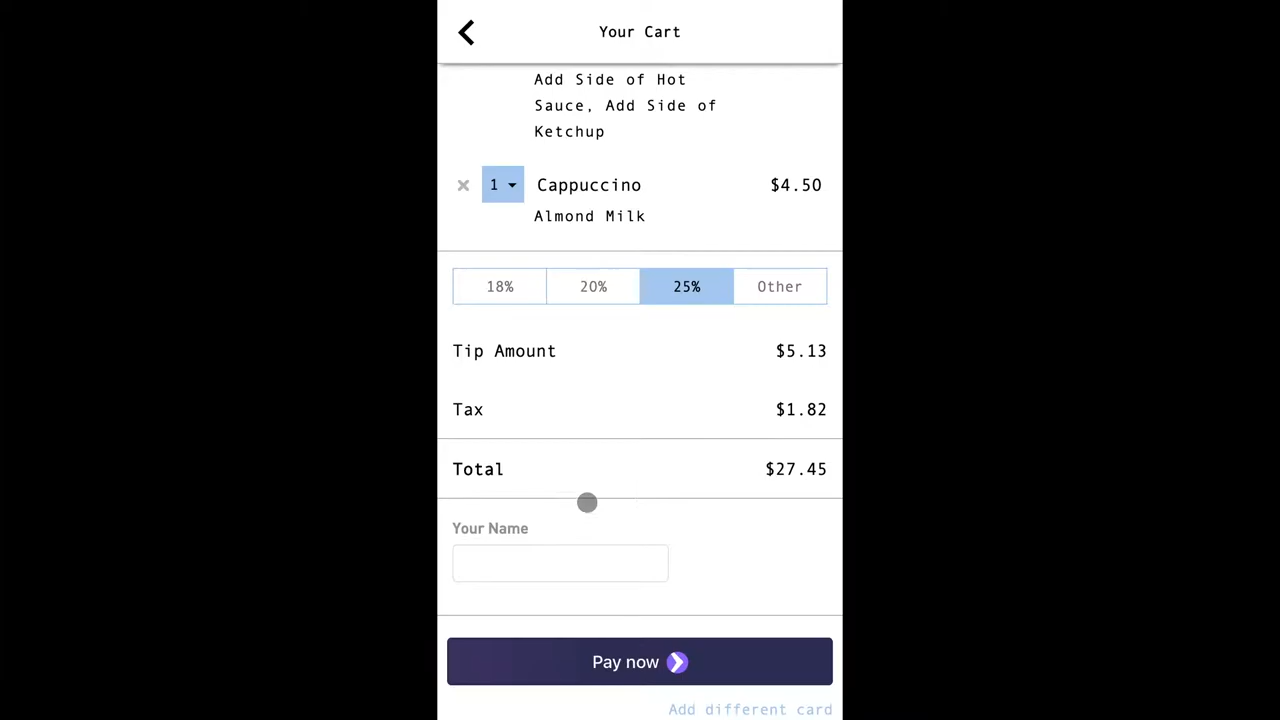 Your Cart
Add Side of Hot
Sauce, Add Side of
Ketchup
1 Cappuccino $4.50
Almond Milk
18% 20% 25% Other
Tip Amount $5.13
Tax $1.82
Total $27.45
Your Name
Pay now
Add different card